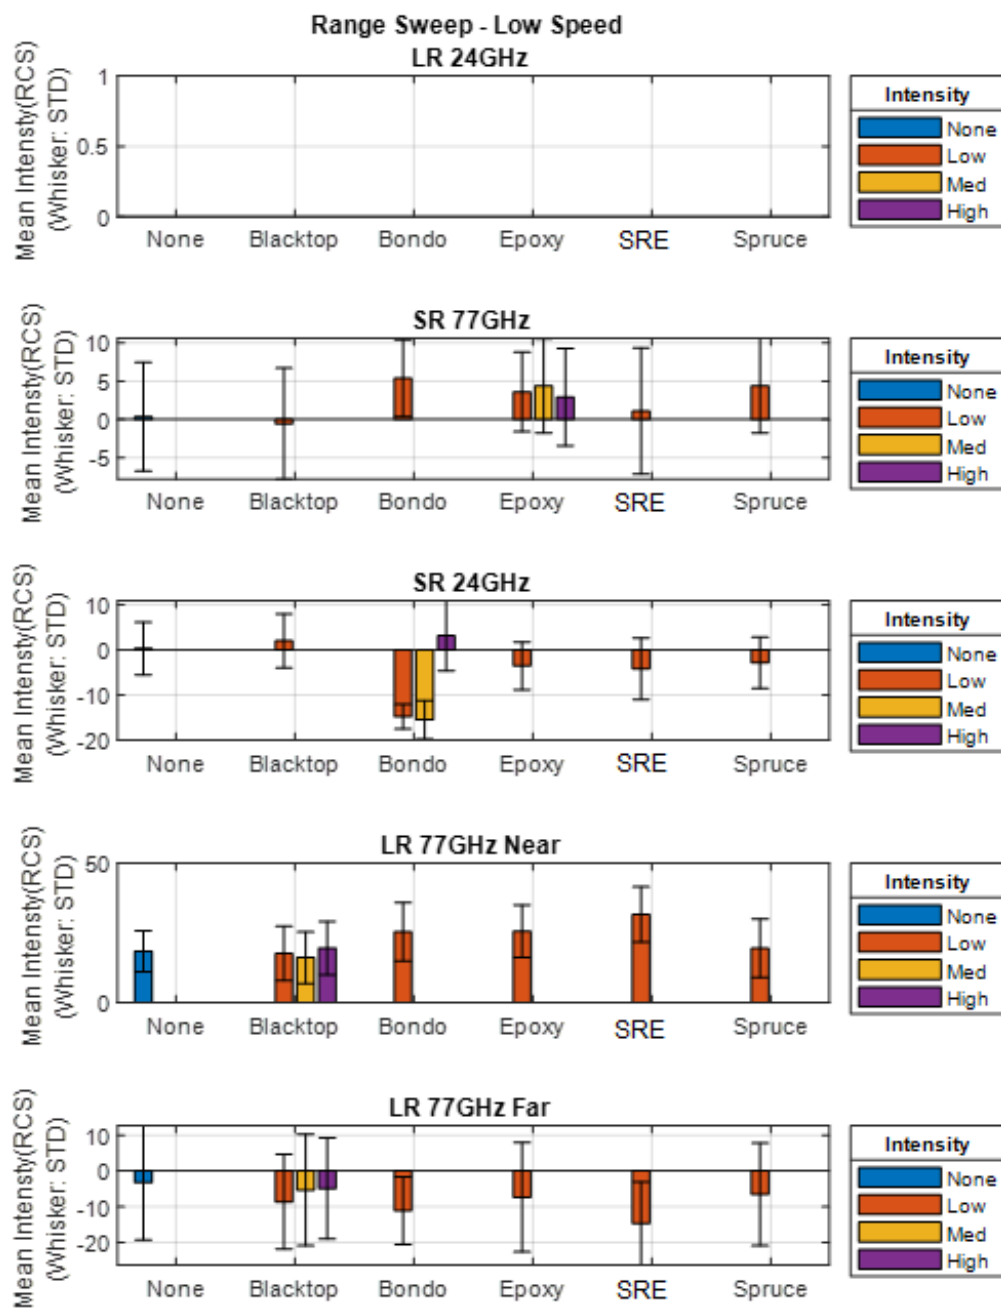 Range Sweep - Low Speed
LR 24GHz
Mean Intensty(RCS)
(Whisker: STD)
1
0.5
0
None Blacktop Bondo Epoxy SRE Spruce
Intensity
None
Low
Med
High
SR 77GHz
Mean Intensty(RCS)
(Whisker: STD)
10
5
0
-5
None Blacktop Bondo Epoxy SRE Spruce
Intensity
None
Low
Med
High
SR 24GHz
Mean Intensty(RCS)
(Whisker: STD)
10
0
-10
-20
None Blacktop Bondo Epoxy SRE Spruce
Intensity
None
Low
Med
High
LR 77GHz Near
Mean Intensty(RCS)
(Whisker: STD)
50
0
None Blacktop Bondo Epoxy SRE Spruce
Intensity
None
Low
Med
High
LR 77GHz Far
Mean Intensty(RCS)
(Whisker: STD)
10
0
-10
-20
None Blacktop Bondo Epoxy SRE Spruce
Intensity
None
Low
Med
High